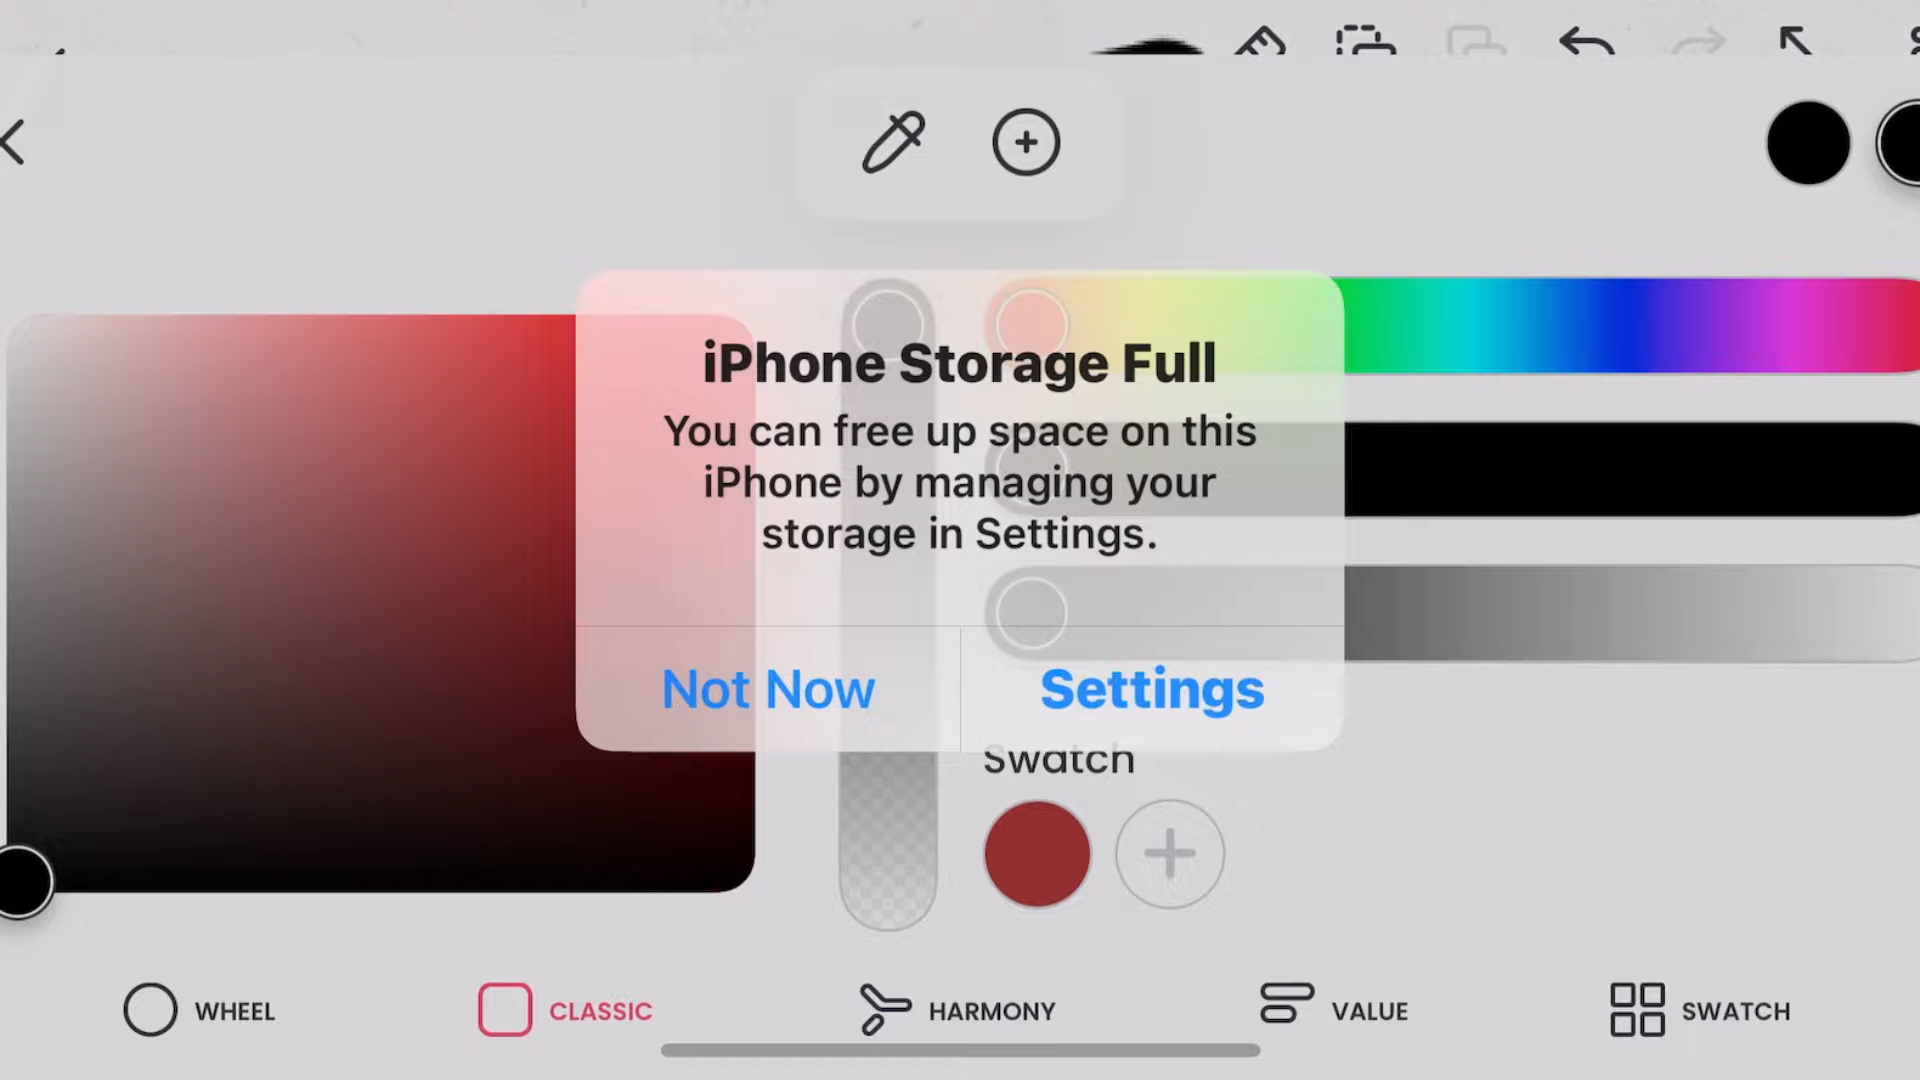 iPhone Storage Full
You can free up space on this
iPhone by managing your
storage in Settings.
Not Now
Settings
Swatch
WHEEL
CLASSIC
HARMONY
VALUE
SWATCH